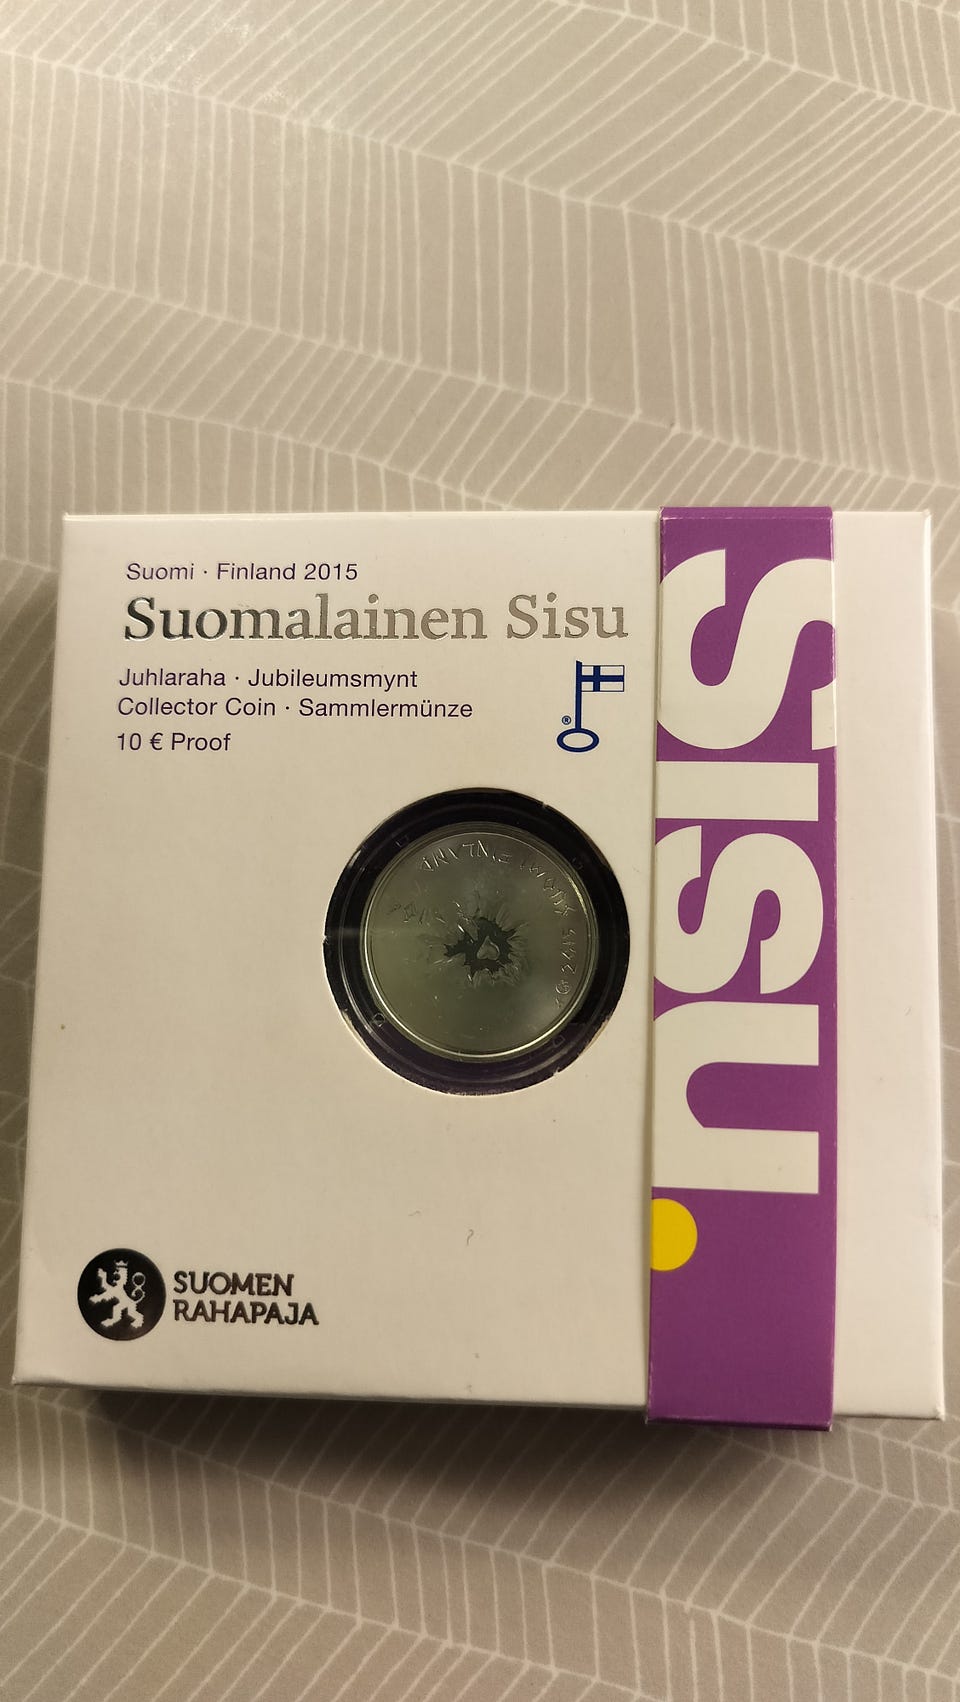 Suomi · Finland 2015
Suomalainen Sisu
Juhlaraha · Jubileumsmynt
Collector Coin · Sammlermünze
10 € Proof
®
SISU
SUOMEN
RAHAPAJA